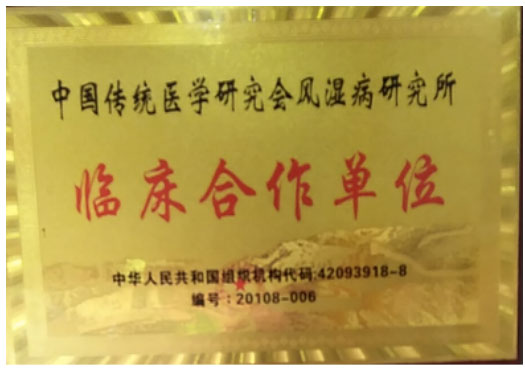 中国传统医学研究会风湿病研究所
临床合作单位
中华人民共和国组织机构代码:42093918-8
编号:20108-006